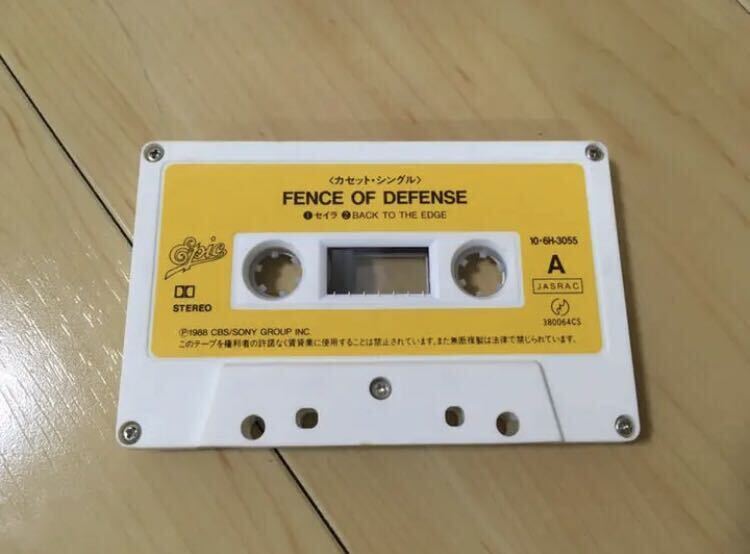 〈カセット・シングル〉
FENCE OF DEFENSE
❶セイラ ❷BACK TO THE EDGE
Epic
10・6H-3055
A
JASRAC
STEREO
380064CS
Ⓟ1988 CBS/SONY GROUP INC.
このテープを権利者の許諾なく賃貸業に使用することは禁止されています。また無断複製は法律で禁じられています。